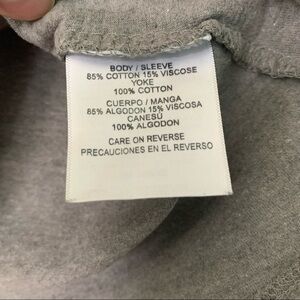 BODY / SLEEVE
85% COTTON 15% VISCOSE
YOKE
100% COTTON
CUERPO / MANGA
85% ALGODON 15% VISCOSA
CANESÚ
100% ALGODON
CARE ON REVERSE
PRECAUCIONES EN EL REVERSO